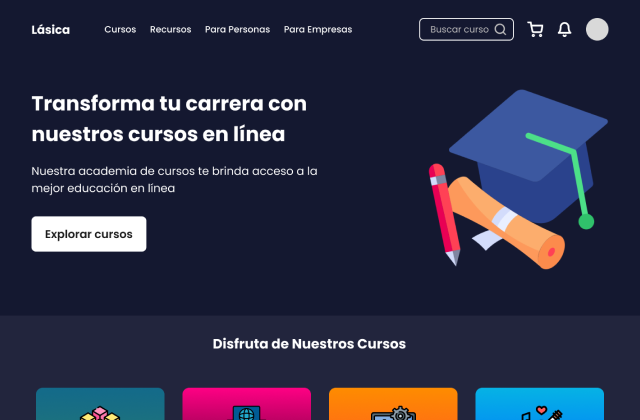 Lásica
Cursos
Recursos
Para Personas
Para Empresas
Buscar curso
Transforma tu carrera con
nuestros cursos en línea
Nuestra academia de cursos te brinda acceso a la
mejor educación en línea
Explorar cursos
Disfruta de Nuestros Cursos